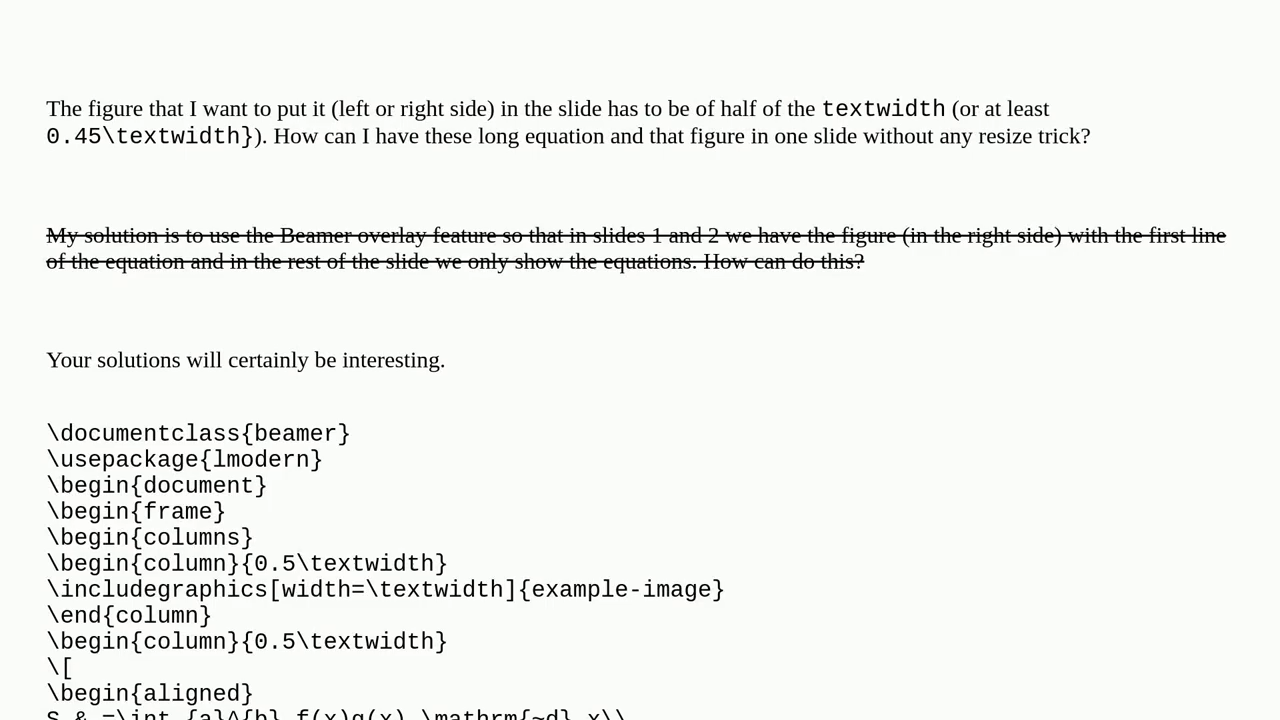 The figure that I want to put it (left or right side) in the slide has to be of half of the textwidth (or at least
0.45\textwidth}). How can I have these long equation and that figure in one slide without any resize trick?
My solution is to use the Beamer overlay feature so that in slides 1 and 2 we have the figure (in the right side) with the first line
of the equation and in the rest of the slide we only show the equations. How can do this?
Your solutions will certainly be interesting.
\documentclass{beamer}
\usepackage{lmodern}
\begin{document}
\begin{frame}
\begin{columns}
\begin{column}{0.5\textwidth}
\includegraphics[width=\textwidth]{example-image}
\end{column}
\begin{column}{0.5\textwidth}
\[
\begin{aligned}
S & =\int_{a}^{b} f(x)g(x) \mathrm{~d} x\\